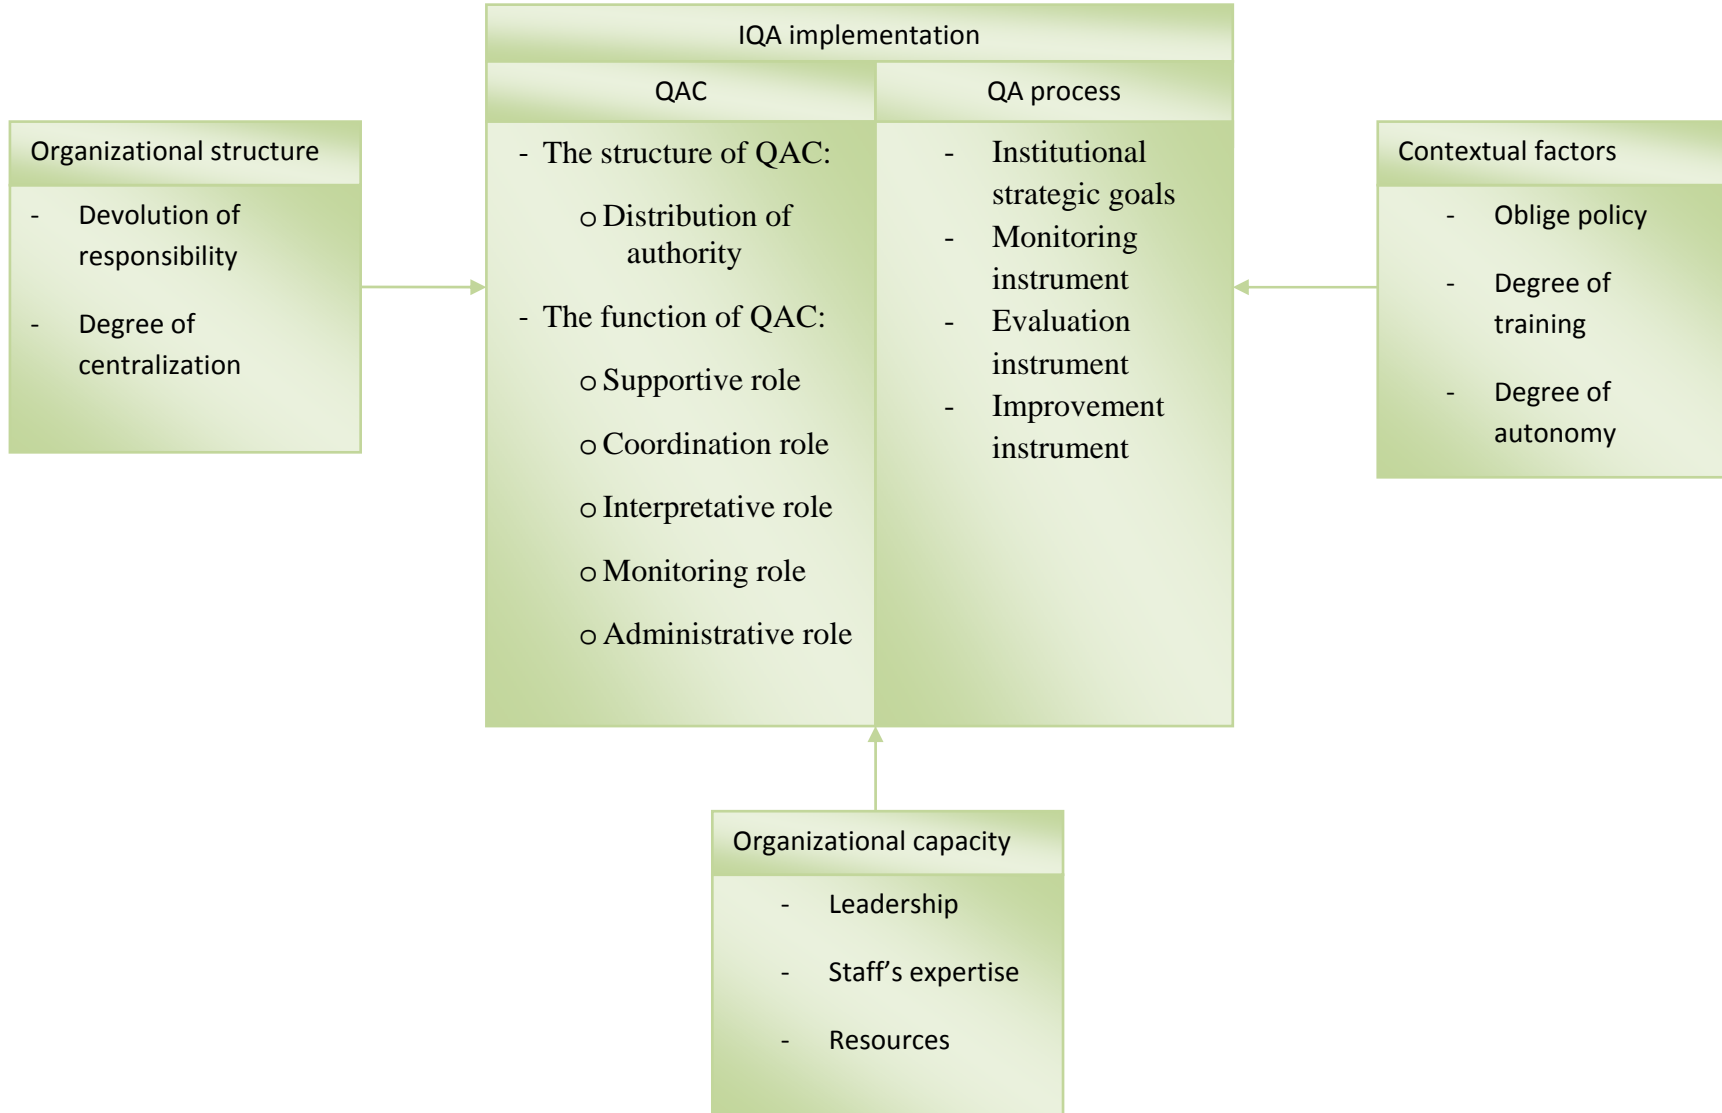 IQA implementation
QAC
QA process
- The structure of QAC:
o Distribution of
authority
- The function of QAC:
o Supportive role
o Coordination role
o Interpretative role
o Monitoring role
o Administrative role
- Institutional
strategic goals
- Monitoring
instrument
- Evaluation
instrument
- Improvement
instrument
Organizational structure
- Devolution of
responsibility
- Degree of
centralization
Contextual factors
- Oblige policy
- Degree of
training
- Degree of
autonomy
Organizational capacity
- Leadership
- Staff’s expertise
- Resources